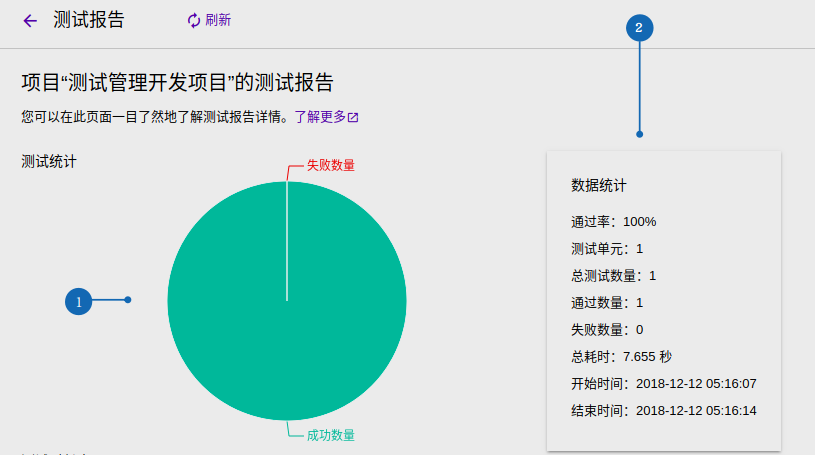 测试报告 刷新
2
项目“测试管理开发项目”的测试报告
您可以在此页面一目了然地了解测试报告详情。了解更多
测试统计
失败数量
1
成功数量
数据统计
通过率：100%
测试单元：1
总测试数量：1
通过数量：1
失败数量：0
总耗时：7.655 秒
开始时间：2018-12-12 05:16:07
结束时间：2018-12-12 05:16:14